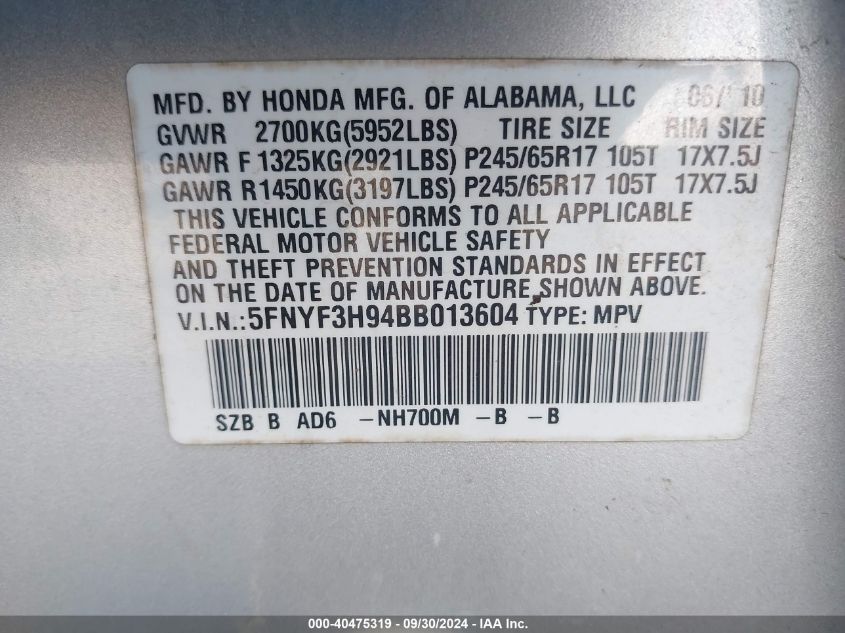 MFD. BY HONDA MFG. OF ALABAMA, LLC 06/10
GVWR 2700KG(5952LBS) TIRE SIZE RIM SIZE
GAWR F 1325KG(2921LBS) P245/65R17 105T 17X7.5J
GAWR R1450KG(3197LBS) P245/65R17 105T 17X7.5J
THIS VEHICLE CONFORMS TO ALL APPLICABLE
FEDERAL MOTOR VEHICLE SAFETY
AND THEFT PREVENTION STANDARDS IN EFFECT
ON THE DATE OF MANUFACTURE SHOWN ABOVE.
V.I.N.:5FNYF3H94BB013604 TYPE: MPV
SZB B AD6 -NH700M -B -B
000-40475319 - 09/30/2024 - IAA Inc.